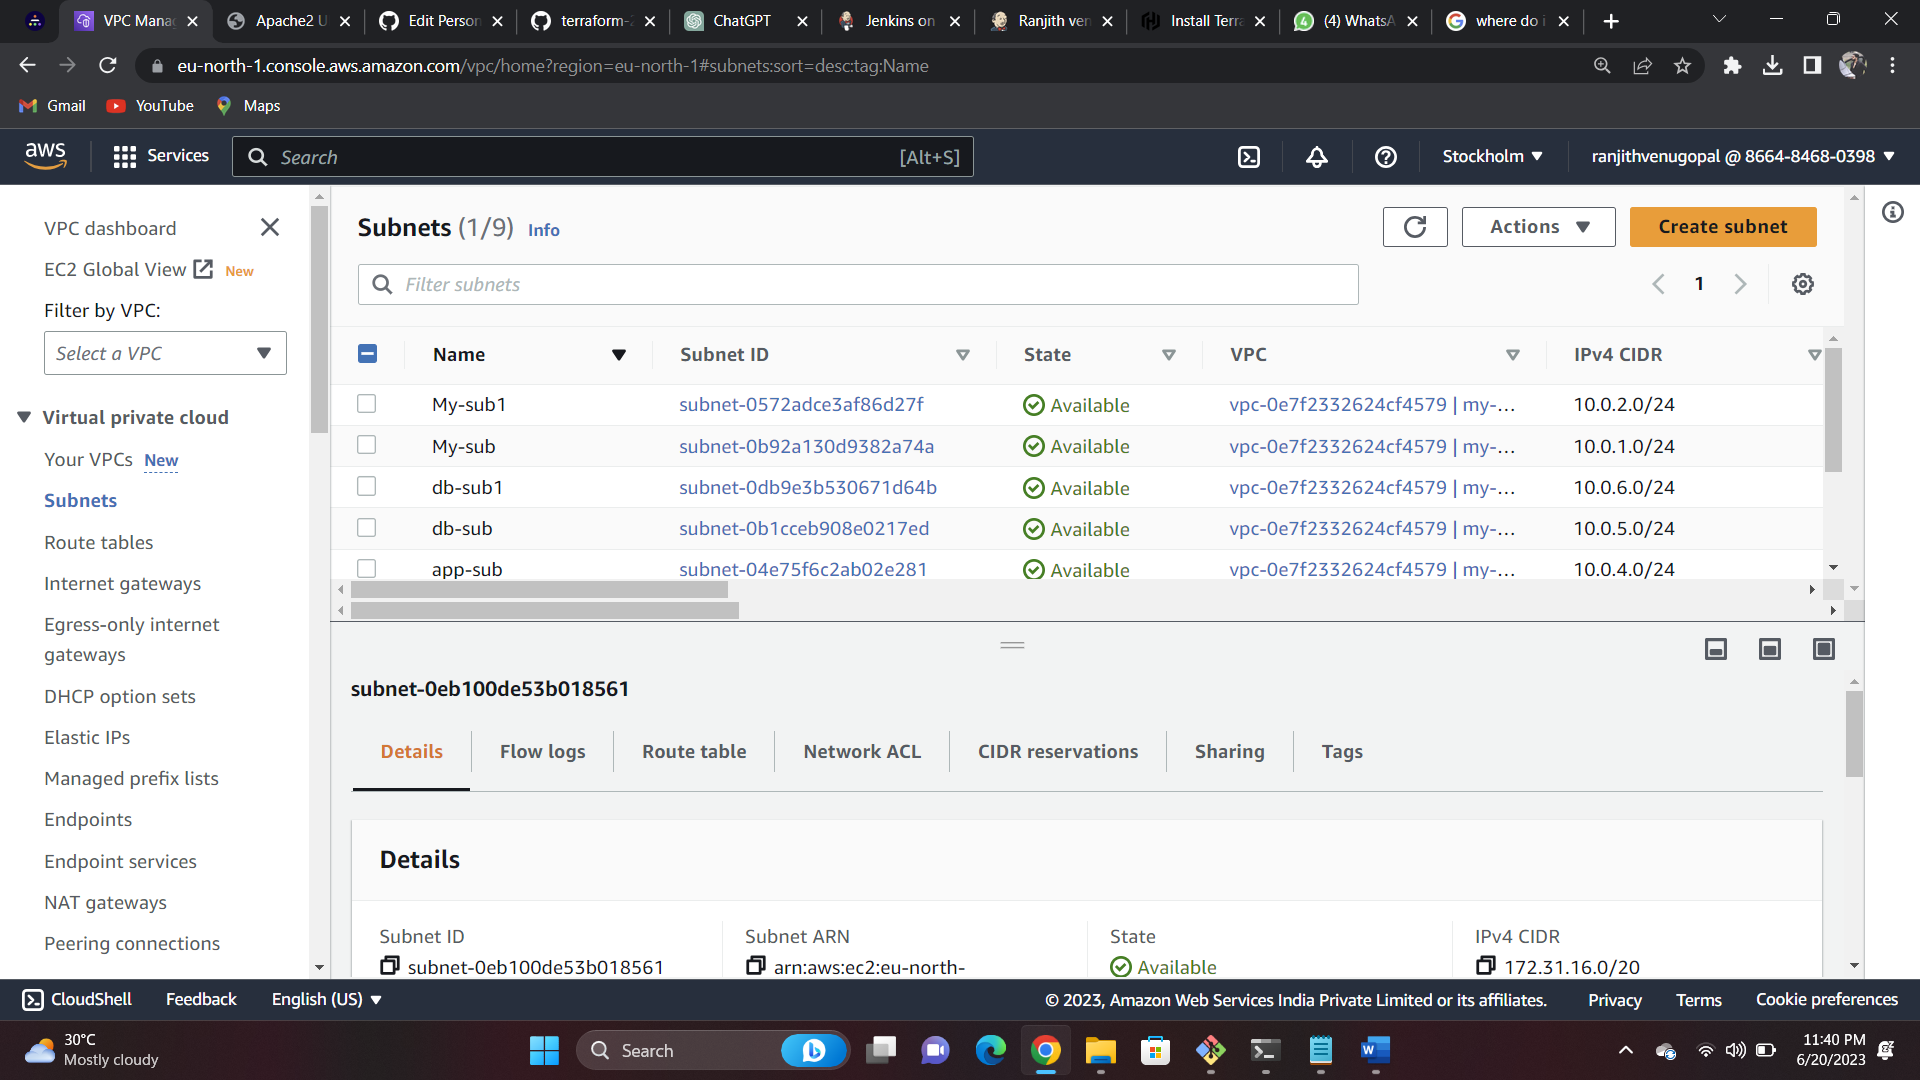 VPC Mana
Apache2 U
Edit Person
terraform-2
ChatGPT
Jenkins on
Ranjith ven
Install Terra
(4) WhatsA
where do i
eu-north-1.console.aws.amazon.com/vpc/home?region=eu-north-1#subnets:sort=desc:tag:Name
Gmail
YouTube
Maps
aws
Services
Search
[Alt+S]
Stockholm
ranjithvenugopal @ 8664-8468-0398
VPC dashboard
EC2 Global View
New
Filter by VPC:
Select a VPC
Virtual private cloud
Your VPCs
New
Subnets
Route tables
Internet gateways
Egress-only internet
gateways
DHCP option sets
Elastic IPs
Managed prefix lists
Endpoints
Endpoint services
NAT gateways
Peering connections
Subnets (1/9) Info
Actions
Create subnet
Filter subnets
1
Name Subnet ID State VPC IPv4 CIDR
My-sub1 subnet-0572adce3af86d27f Available vpc-0e7f2332624cf4579 | my-... 10.0.2.0/24
My-sub subnet-0b92a130d9382a74a Available vpc-0e7f2332624cf4579 | my-... 10.0.1.0/24
db-sub1 subnet-0db9e3b530671d64b Available vpc-0e7f2332624cf4579 | my-... 10.0.6.0/24
db-sub subnet-0b1cceb908e0217ed Available vpc-0e7f2332624cf4579 | my-... 10.0.5.0/24
app-sub subnet-04e75f6c2ab02e281 Available vpc-0e7f2332624cf4579 | my-... 10.0.4.0/24
subnet-0eb100de53b018561
Details Flow logs Route table Network ACL CIDR reservations Sharing Tags
Details
Subnet ID
subnet-0eb100de53b018561
Subnet ARN
arn:aws:ec2:eu-north-
State
Available
IPv4 CIDR
172.31.16.0/20
CloudShell Feedback English (US) © 2023, Amazon Web Services India Private Limited or its affiliates. Privacy Terms Cookie preferences
30°C
Mostly cloudy
Search
11:40 PM
6/20/2023